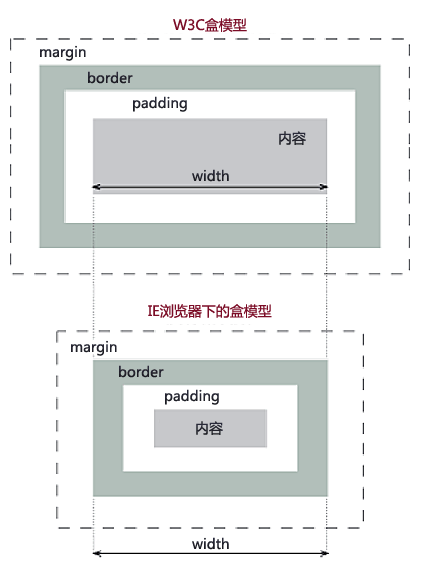 W3C盒模型
margin
border
padding
内容
width
IE浏览器下的盒模型
margin
border
padding
内容
width